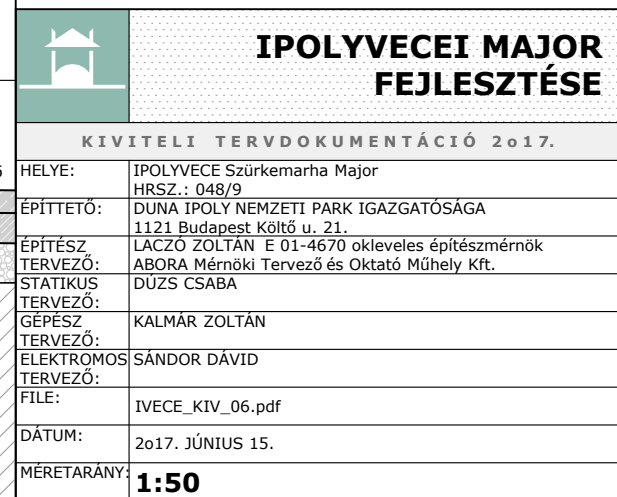 IPOLYVECEI MAJOR
FEJLESZTÉSE
KIVITELI TERVDOKUMENTÁCIÓ 2o17.
HELYE: IPOLYVECE Szürkemarha Major
HRSZ.: 048/9
ÉPÍTTETŐ: DUNA IPOLY NEMZETI PARK IGAZGATÓSÁGA
1121 Budapest Költő u. 21.
ÉPÍTÉSZ LACZÓ ZOLTÁN E 01-4670 okleveles építészmérnök
TERVEZŐ: ABORA Mérnöki Tervező és Oktató Műhely Kft.
STATIKUS DÚZS CSABA
TERVEZŐ:
GÉPÉSZ KALMÁR ZOLTÁN
TERVEZŐ:
ELEKTROMOS SÁNDOR DÁVID
TERVEZŐ:
FILE: IVECE_KIV_06.pdf
DÁTUM: 2o17. JÚNIUS 15.
MÉRETARÁNY: 1:50